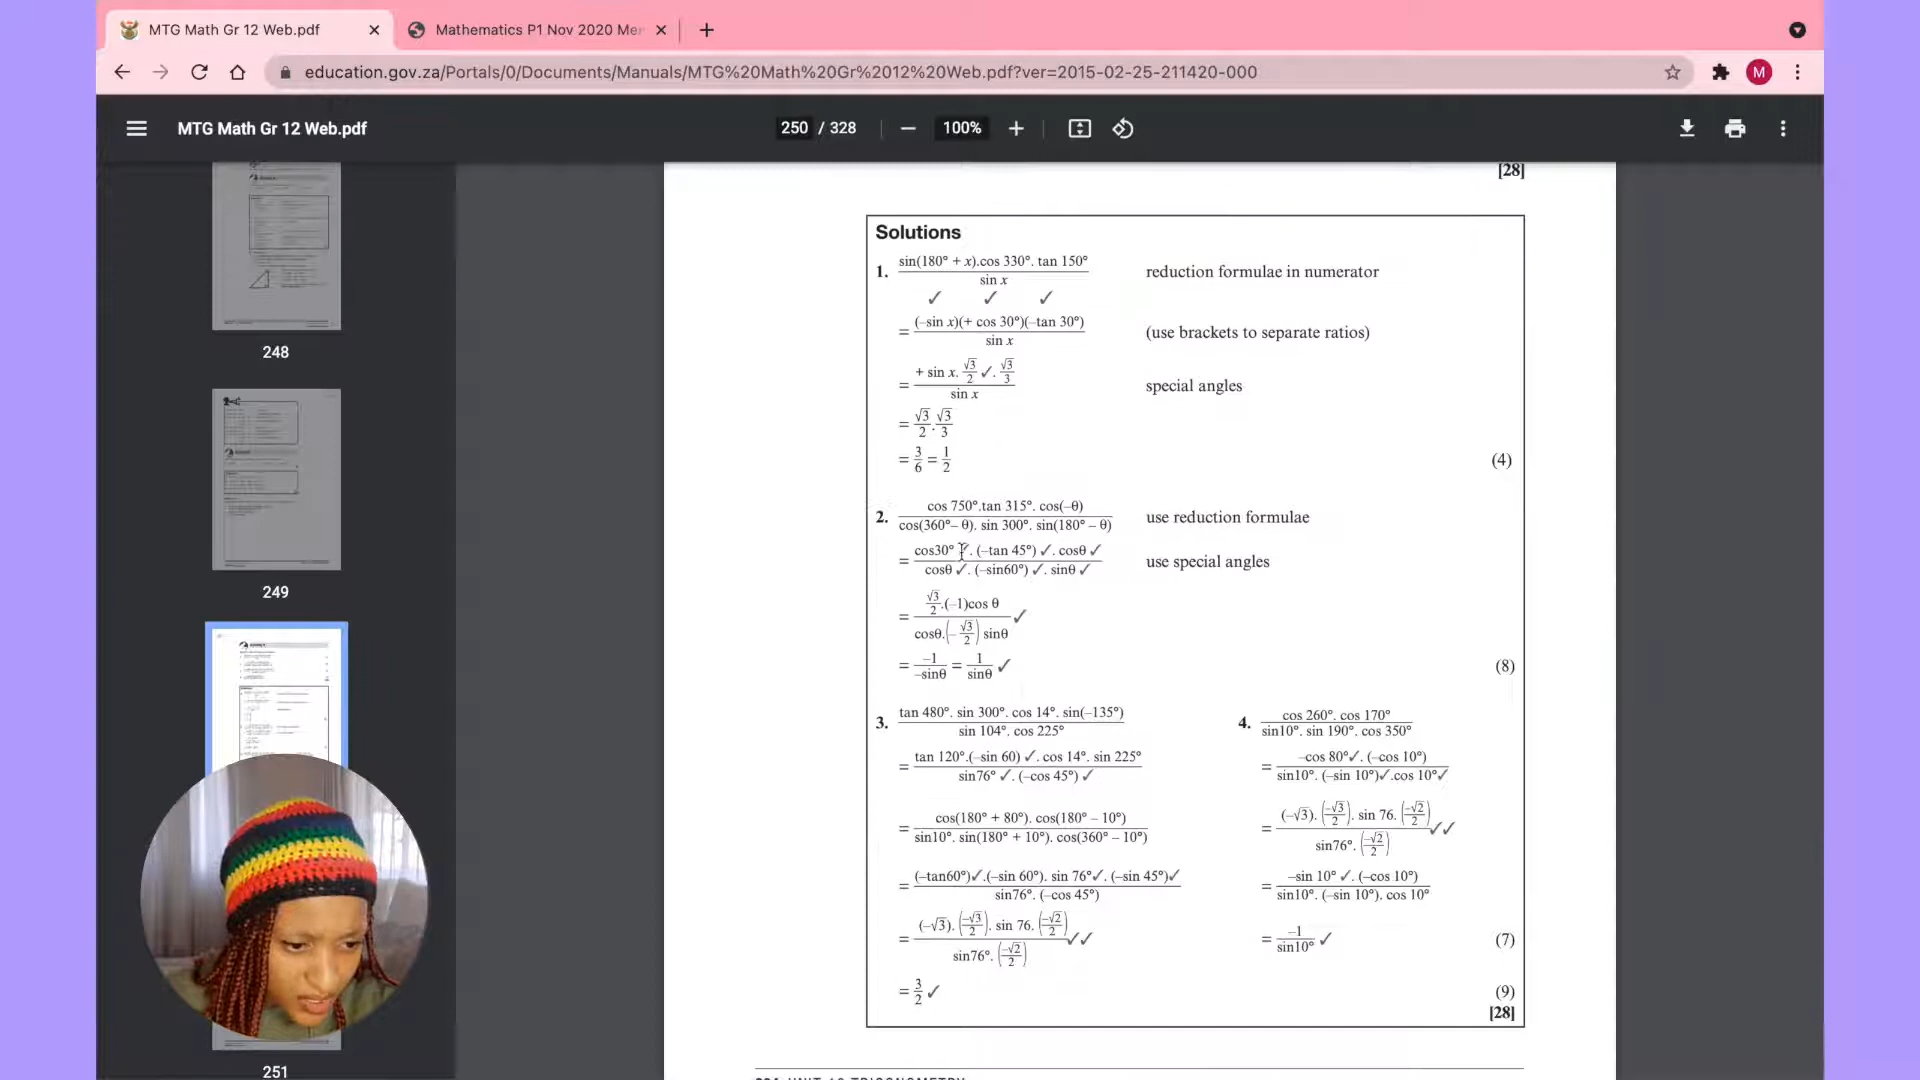 MTG Math Gr 12 Web.pdf
Mathematics P1 Nov 2020 Mer
education.gov.za/Portals/0/Documents/Manuals/MTG%20Math%20Gr%2012%20Web.pdf?ver=2015-02-25-211420-000
M
MTG Math Gr 12 Web.pdf
250 / 328
100%
248
249
251
[28]
Solutions
1. sin(180° + x).cos 330°. tan 150° / sin x reduction formulae in numerator
✓ ✓ ✓
= (–sin x)(+ cos 30°)(–tan 30°) / sin x (use brackets to separate ratios)
= + sin x. √3/2 ✓. √3/3 / sin x special angles
= √3/2 . √3/3
= 3/6 = 1/2 (4)
2. cos 750°.tan 315°. cos(–θ) / cos(360°– θ). sin 300°. sin(180° – θ) use reduction formulae
= cos30° ✓. (–tan 45°) ✓. cosθ ✓ / cosθ ✓. (–sin60°) ✓. sinθ ✓ use special angles
= √3/2.(–1)cos θ / cosθ.(–√3/2) sinθ ✓
= –1/–sinθ = 1/sinθ ✓ (8)
3. tan 480°. sin 300°. cos 14°. sin(–135°) / sin 104°. cos 225°
= tan 120°.(–sin 60) ✓. cos 14°. sin 225° / sin76° ✓. (–cos 45°) ✓
= cos(180° + 80°). cos(180° – 10°) / sin10°. sin(180° + 10°). cos(360° – 10°)
= (–tan60°)✓.(–sin 60°). sin 76°✓. (–sin 45°)✓ / sin76°. (–cos 45°)
= (–√3). (–√3/2). sin 76. (–√2/2) / sin76°. (–√2/2) ✓✓
= 3/2 ✓ (9)
4. cos 260°. cos 170° / sin10°. sin 190°. cos 350°
= –cos 80°✓. (–cos 10°) / sin10°. (–sin 10°)✓.cos 10°✓
= (–√3). (–√3/2). sin 76. (–√2/2) / sin76°. (–√2/2) ✓✓
= –sin 10° ✓. (–cos 10°) / sin10°. (–sin 10°). cos 10°
= –1/sin10° ✓ (7)
[28]